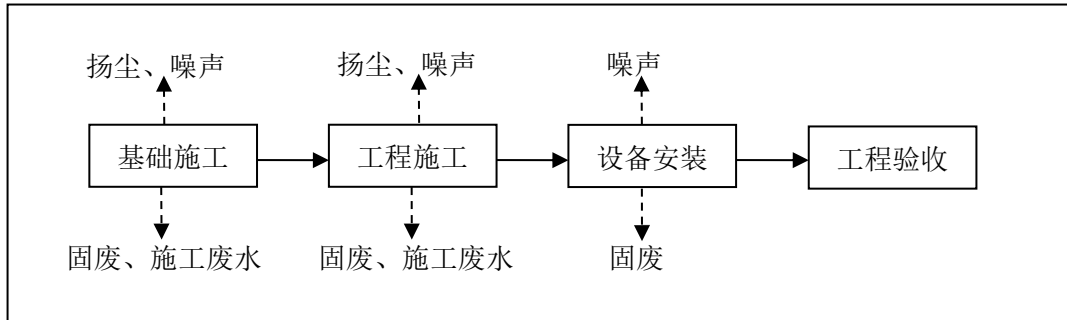 扬尘、噪声 扬尘、噪声 噪声
基础施工 工程施工 设备安装 工程验收
固废、施工废水 固废、施工废水 固废